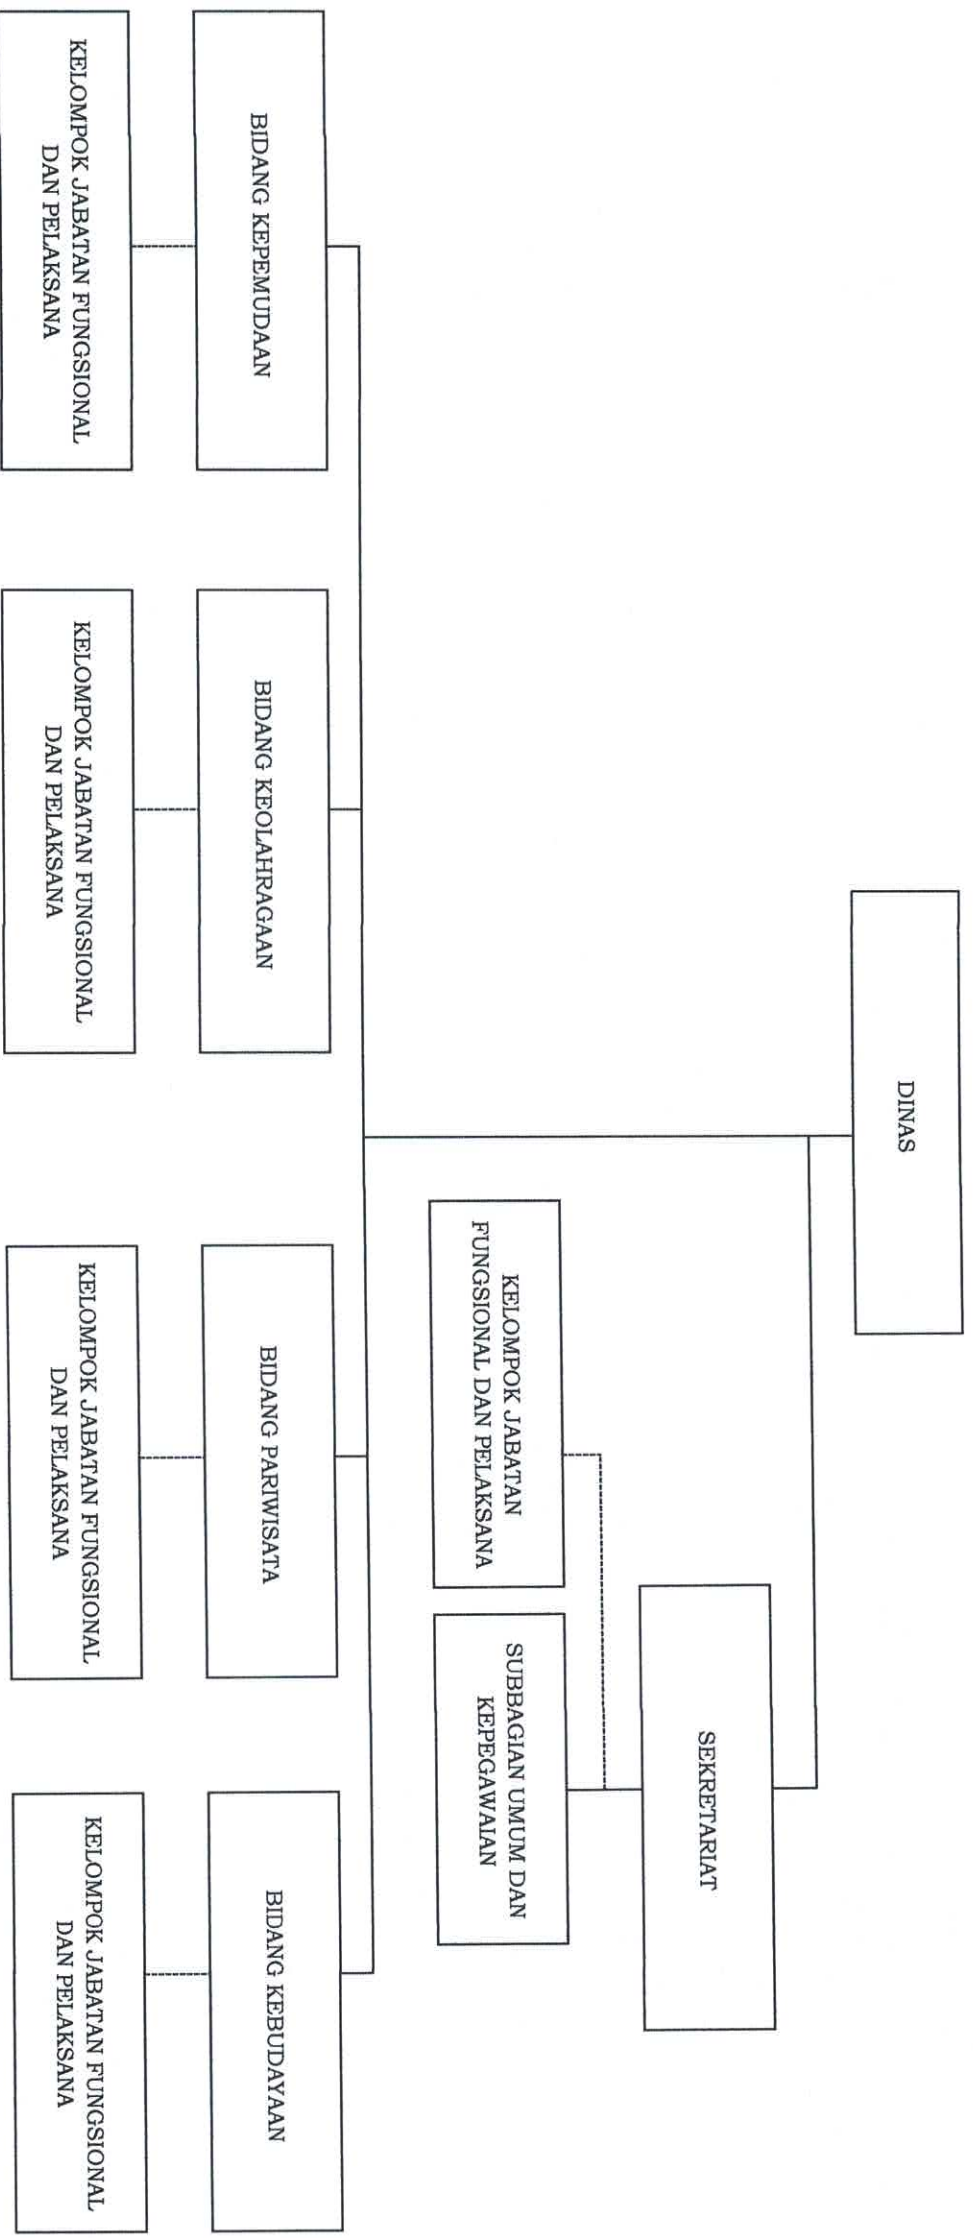 DINAS
SEKRETARIAT
KELOMPOK JABATAN
FUNGSIONAL DAN PELAKSANA
SUBBAGIAN UMUM DAN
KEPEGAWAIAN
BIDANG KEPEMUDAAN
BIDANG KEOLAHRAGAAN
BIDANG PARIWISATA
BIDANG KEBUDAYAAN
KELOMPOK JABATAN FUNGSIONAL
DAN PELAKSANA
KELOMPOK JABATAN FUNGSIONAL
DAN PELAKSANA
KELOMPOK JABATAN FUNGSIONAL
DAN PELAKSANA
KELOMPOK JABATAN FUNGSIONAL
DAN PELAKSANA